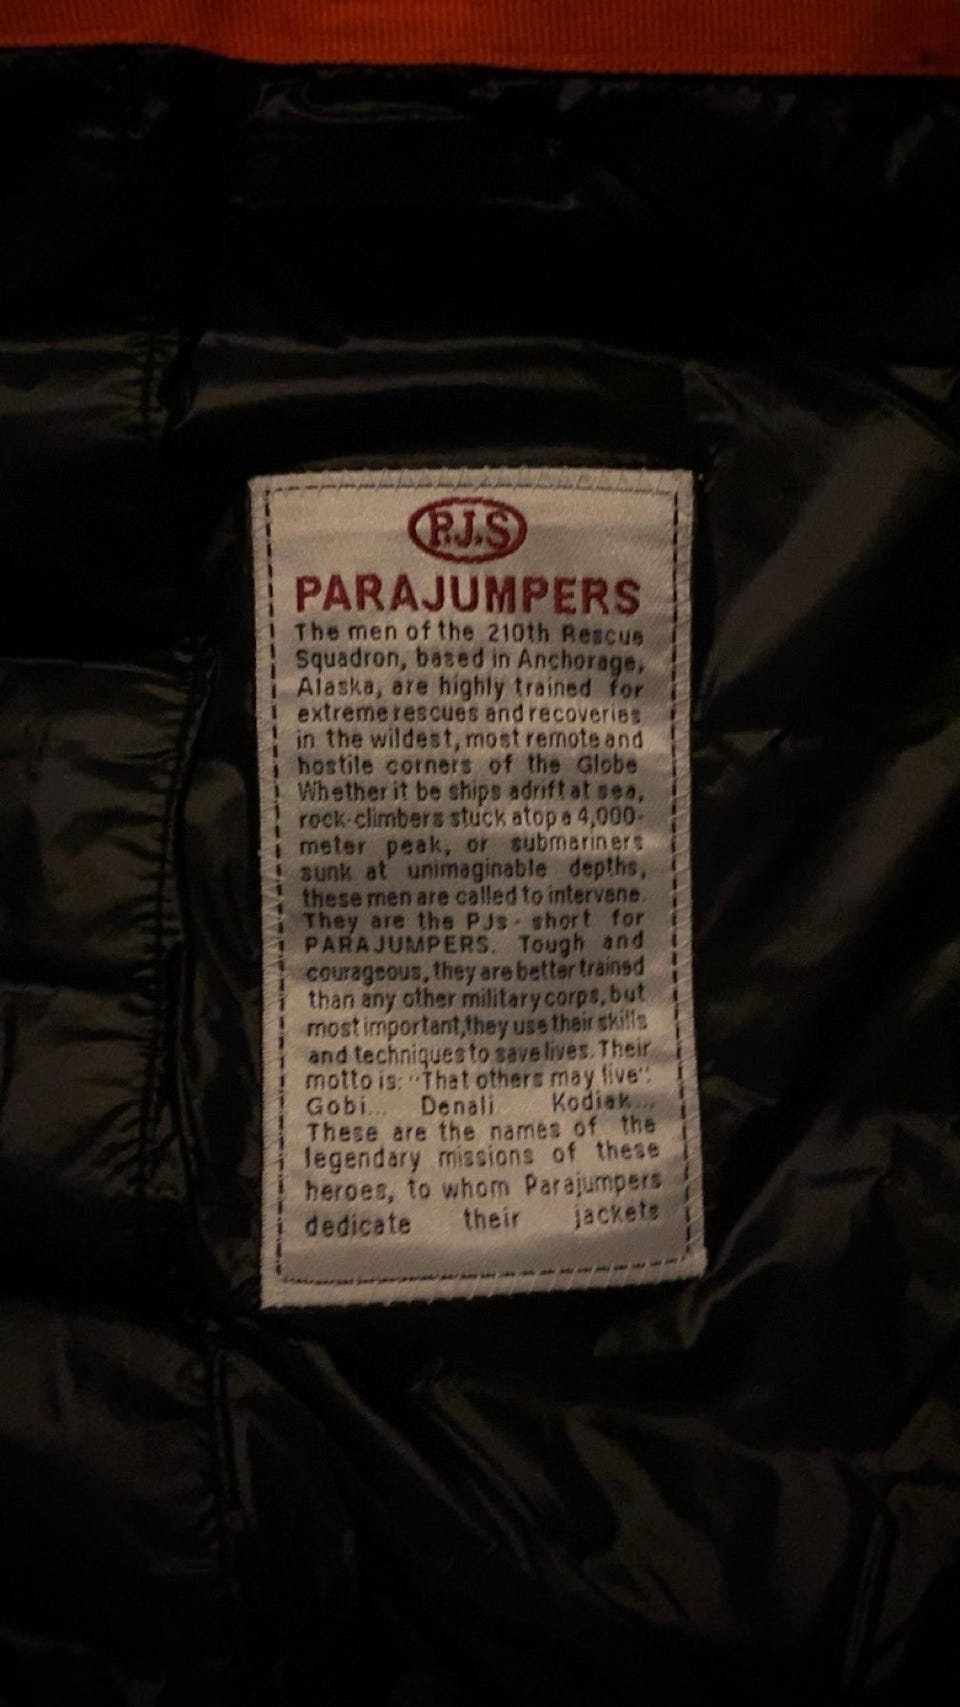 P.J.S
PARAJUMPERS
The men of the 210th Rescue
Squadron, based in Anchorage,
Alaska, are highly trained for
extreme rescues and recoveries
in the wildest, most remote and
hostile corners of the Globe
Whether it be ships adrift at sea,
rock-climbers stuck atop a 4,000-
meter peak, or submariners
sunk at unimaginable depths,
these men are called to intervene.
They are the PJs - short for
PARAJUMPERS. Tough and
courageous, they are better trained
than any other military corps, but
most important,they use their skills
and techniques to save lives. Their
motto is: "That others may live".
Gobi... Denali Kodiak...
These are the names of the
legendary missions of these
heroes, to whom Parajumpers
dedicate their jackets